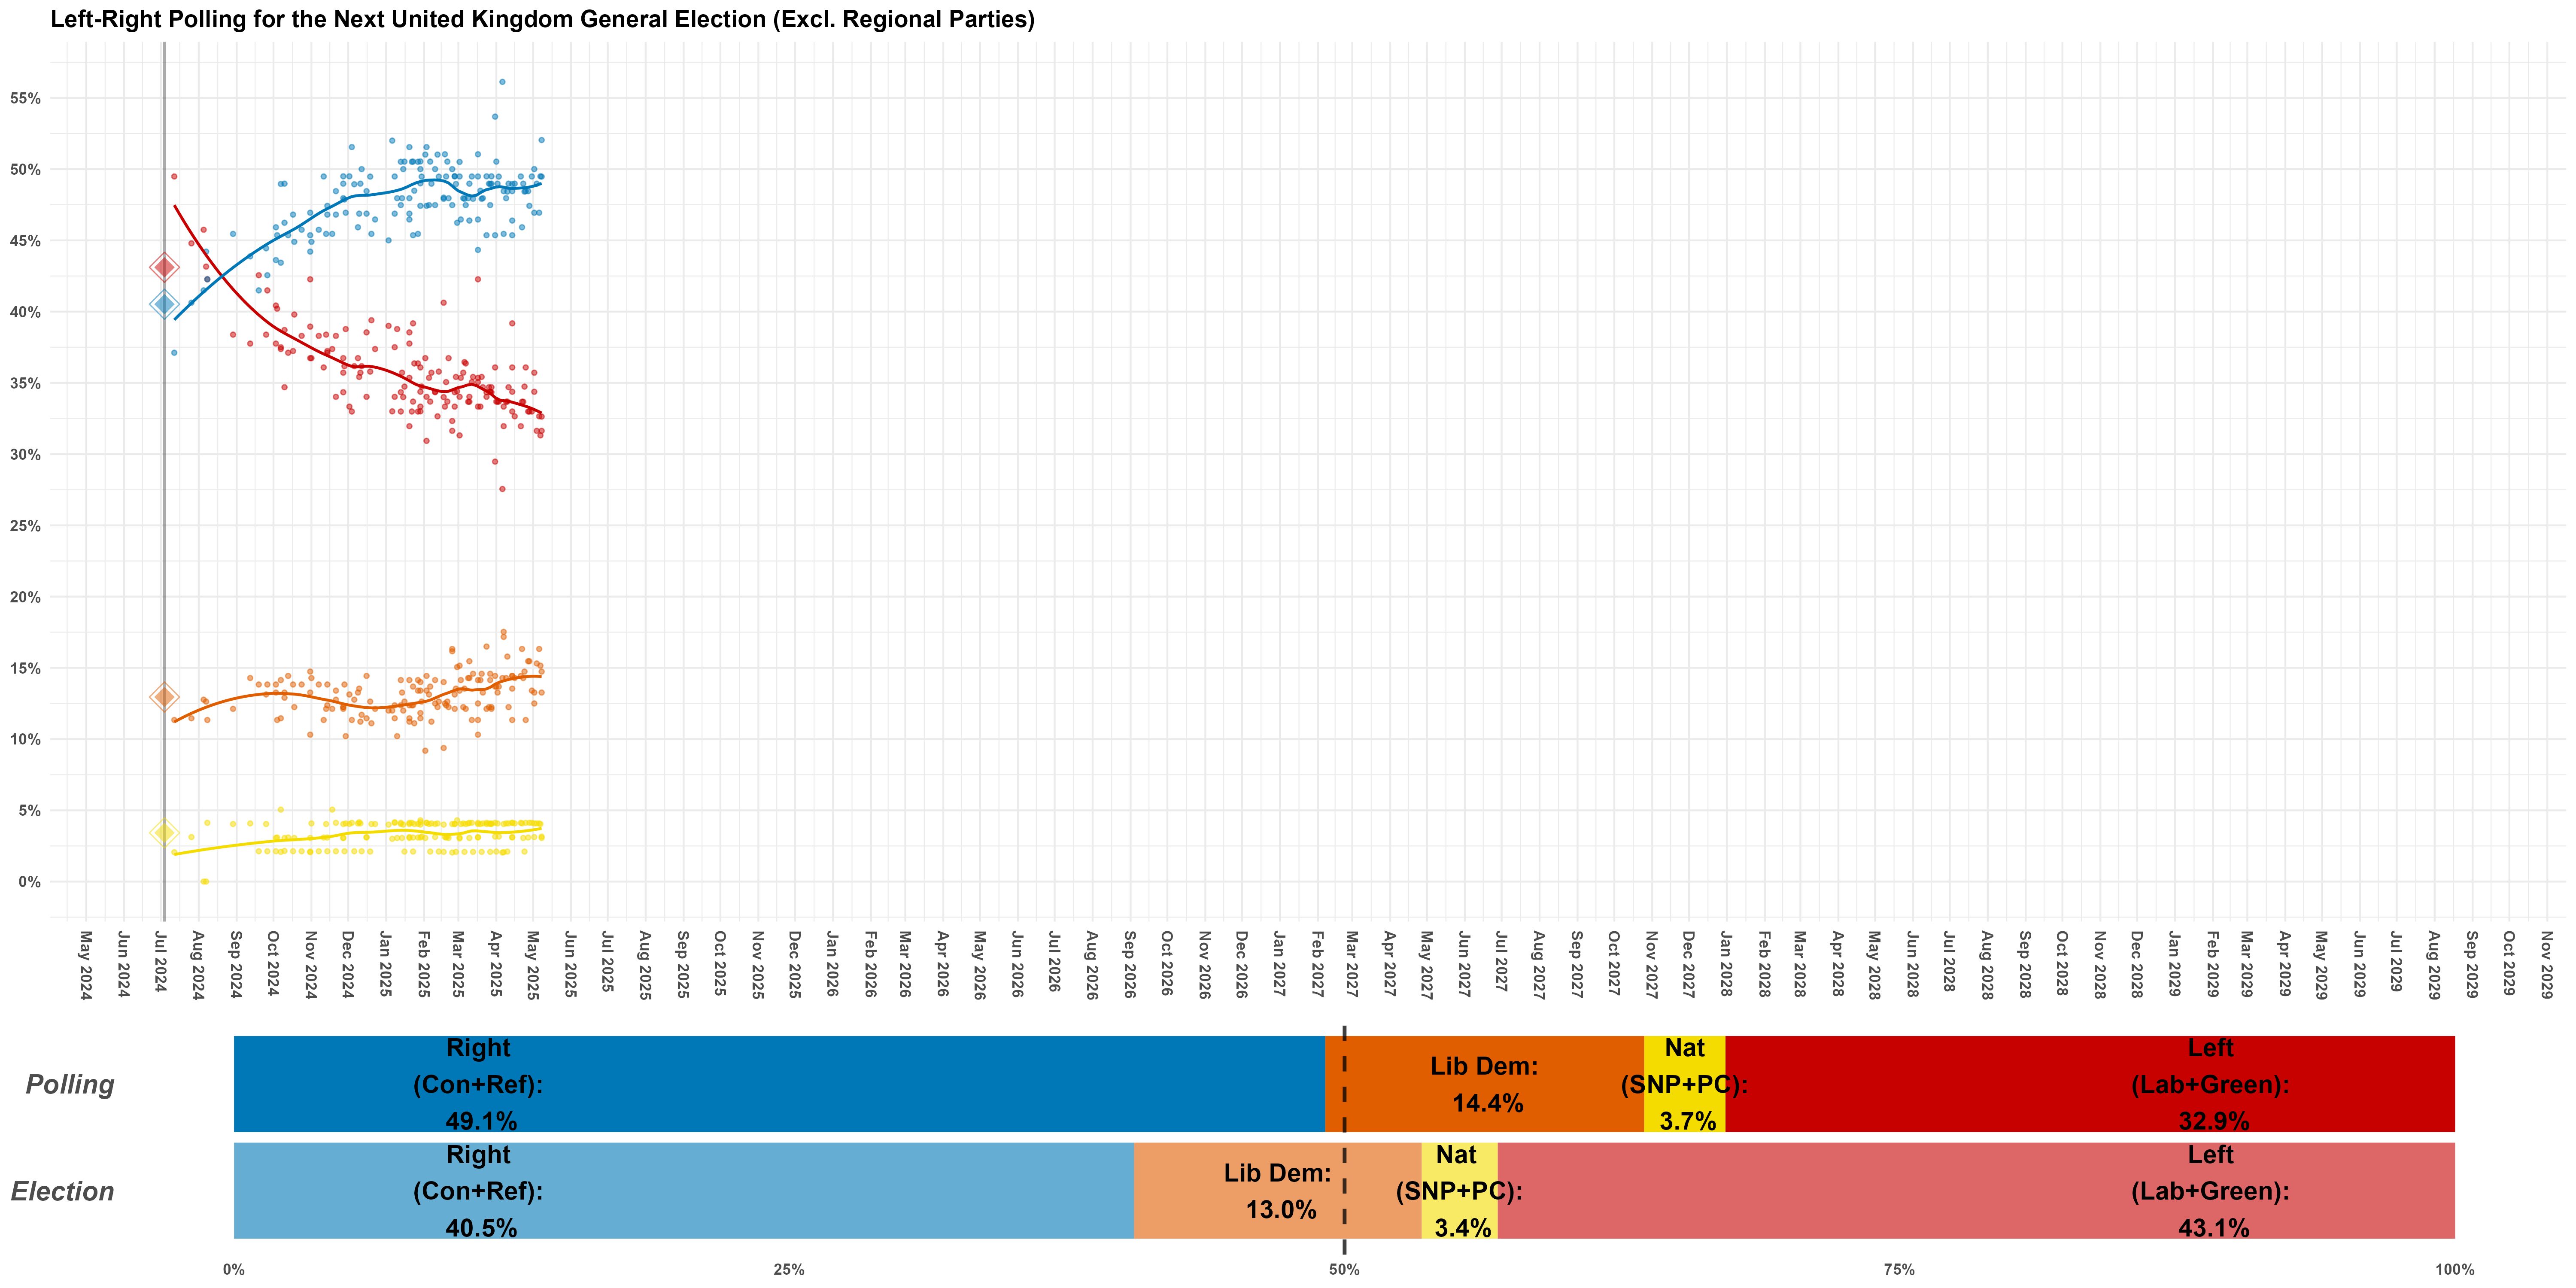 Left-Right Polling for the Next United Kingdom General Election (Excl. Regional Parties)
55%
50%
45%
40%
35%
30%
25%
20%
15%
10%
5%
0%
May 2024
Jun 2024
Jul 2024
Aug 2024
Sep 2024
Oct 2024
Nov 2024
Dec 2024
Jan 2025
Feb 2025
Mar 2025
Apr 2025
May 2025
Jun 2025
Jul 2025
Aug 2025
Sep 2025
Oct 2025
Nov 2025
Dec 2025
Jan 2026
Feb 2026
Mar 2026
Apr 2026
May 2026
Jun 2026
Jul 2026
Aug 2026
Sep 2026
Oct 2026
Nov 2026
Dec 2026
Jan 2027
Feb 2027
Mar 2027
Apr 2027
May 2027
Jun 2027
Jul 2027
Aug 2027
Sep 2027
Oct 2027
Nov 2027
Dec 2027
Jan 2028
Feb 2028
Mar 2028
Apr 2028
May 2028
Jun 2028
Jul 2028
Aug 2028
Sep 2028
Oct 2028
Nov 2028
Dec 2028
Jan 2029
Feb 2029
Mar 2029
Apr 2029
May 2029
Jun 2029
Jul 2029
Aug 2029
Sep 2029
Oct 2029
Nov 2029
Polling
Right
(Con+Ref):
49.1%
Lib Dem:
14.4%
Nat
(SNP+PC):
3.7%
Left
(Lab+Green):
32.9%
Election
Right
(Con+Ref):
40.5%
Lib Dem:
13.0%
Nat
(SNP+PC):
3.4%
Left
(Lab+Green):
43.1%
0%
25%
50%
75%
100%